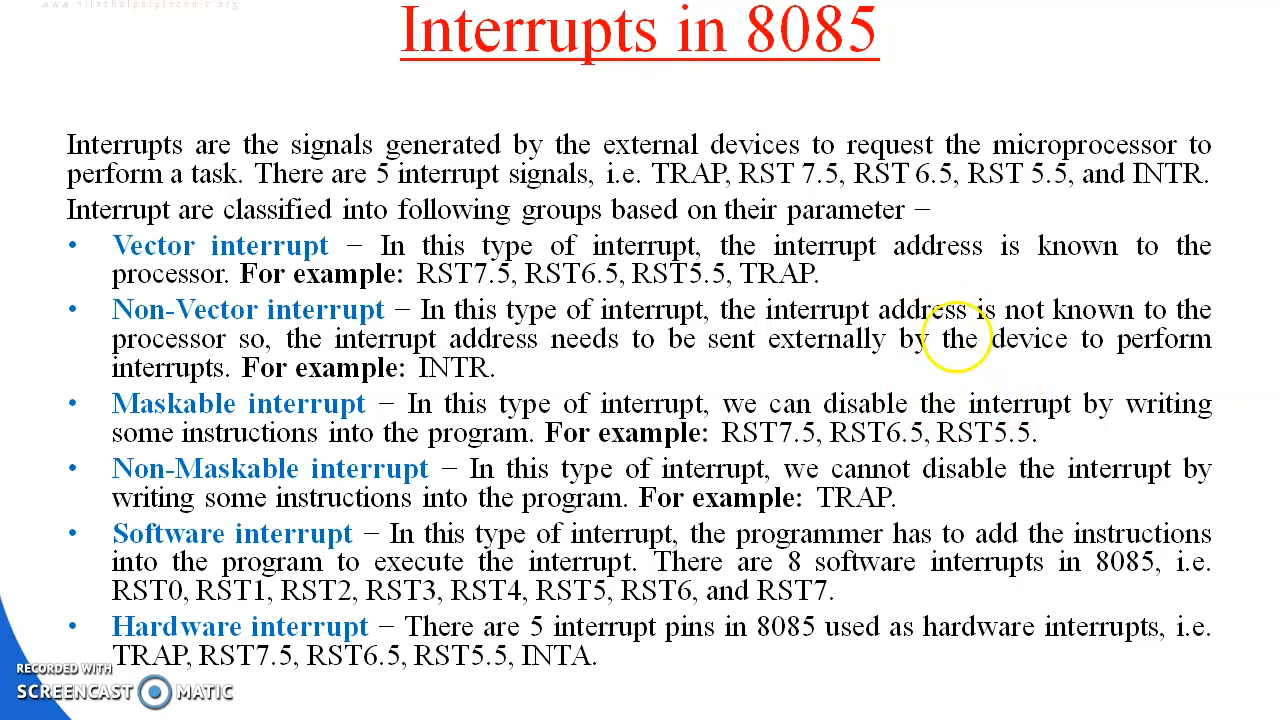 Interrupts in 8085
Interrupts are the signals generated by the external devices to request the microprocessor to
perform a task. There are 5 interrupt signals, i.e. TRAP, RST 7.5, RST 6.5, RST 5.5, and INTR.
Interrupt are classified into following groups based on their parameter −
• Vector interrupt − In this type of interrupt, the interrupt address is known to the
processor. For example: RST7.5, RST6.5, RST5.5, TRAP.
• Non-Vector interrupt − In this type of interrupt, the interrupt address is not known to the
processor so, the interrupt address needs to be sent externally by the device to perform
interrupts. For example: INTR.
• Maskable interrupt − In this type of interrupt, we can disable the interrupt by writing
some instructions into the program. For example: RST7.5, RST6.5, RST5.5.
• Non-Maskable interrupt − In this type of interrupt, we cannot disable the interrupt by
writing some instructions into the program. For example: TRAP.
• Software interrupt − In this type of interrupt, the programmer has to add the instructions
into the program to execute the interrupt. There are 8 software interrupts in 8085, i.e.
RST0, RST1, RST2, RST3, RST4, RST5, RST6, and RST7.
• Hardware interrupt − There are 5 interrupt pins in 8085 used as hardware interrupts, i.e.
TRAP, RST7.5, RST6.5, RST5.5, INTA.
RECORDED WITH
SCREENCAST MATIC